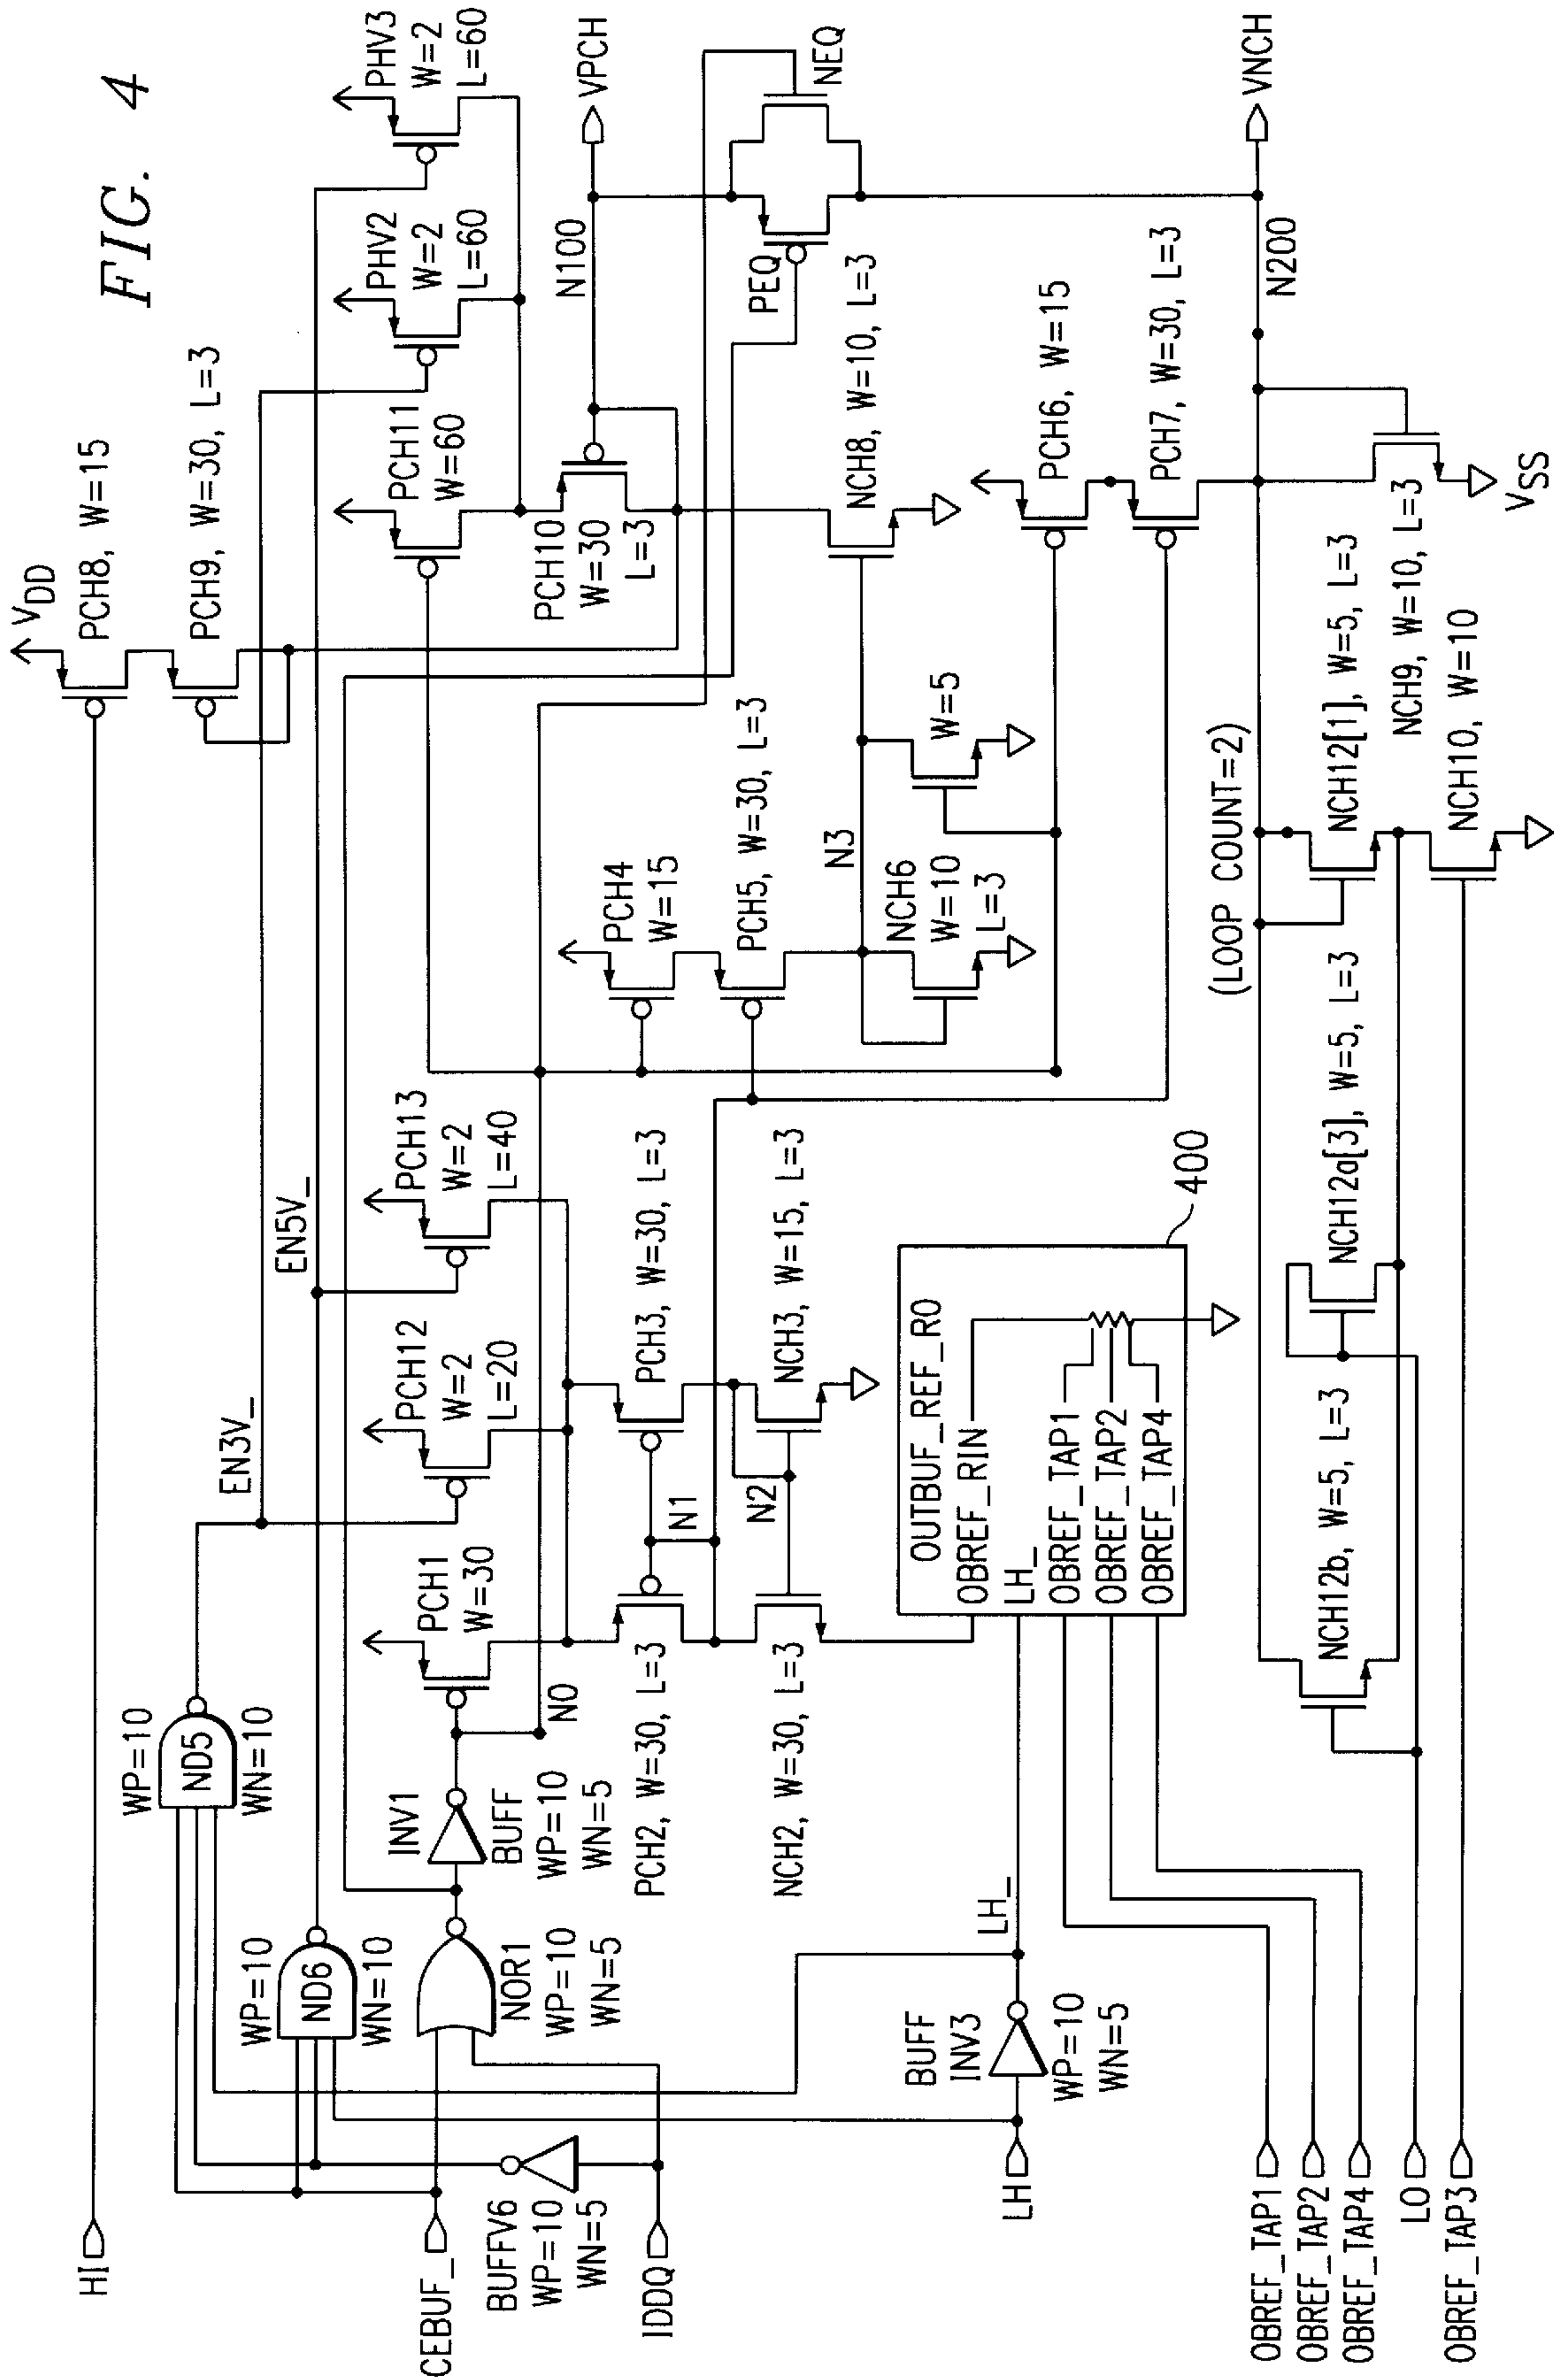 FIG. 4
HI
CEBUF_
BUFFV6
WP=10
WN=5
IDDQ
WP=10
ND5
WN=10
WP=10
ND6
WN=10
NOR1
WP=10
WN=5
INV1
BUFF
WP=10
WN=5
LH
BUFF
INV3
WP=10
WN=5
LH_
EN3V_
EN5V_
N0
PCH1
W=30
PCH12
W=2
L=20
PCH13
W=2
L=40
PCH2, W=30, L=3
PCH3, W=30, L=3
N1
N2
NCH2, W=30, L=3
NCH3, W=15, L=3
400
OUTBUF_REF_R0
OBREF_RIN
LH_
OBREF_TAP1
OBREF_TAP2
OBREF_TAP4
VDD
PCH8, W=15
PCH9, W=30, L=3
PCH11
W=60
PHV2
W=2
L=60
PHV3
W=2
L=60
PCH10
W=30
L=3
N100
VPCH
NEQ
PEQ
PCH4
W=15
PCH5, W=30, L=3
N3
NCH6
W=10
L=3
W=5
NCH8, W=10, L=3
PCH6, W=15
PCH7, W=30, L=3
N200
VNCH
(LOOP COUNT=2)
NCH12b, W=5, L=3
NCH12a[3], W=5, L=3
NCH12[1], W=5, L=3
NCH9, W=10, L=3
NCH10, W=10
VSS
OBREF_TAP1
OBREF_TAP2
OBREF_TAP4
LO
OBREF_TAP3